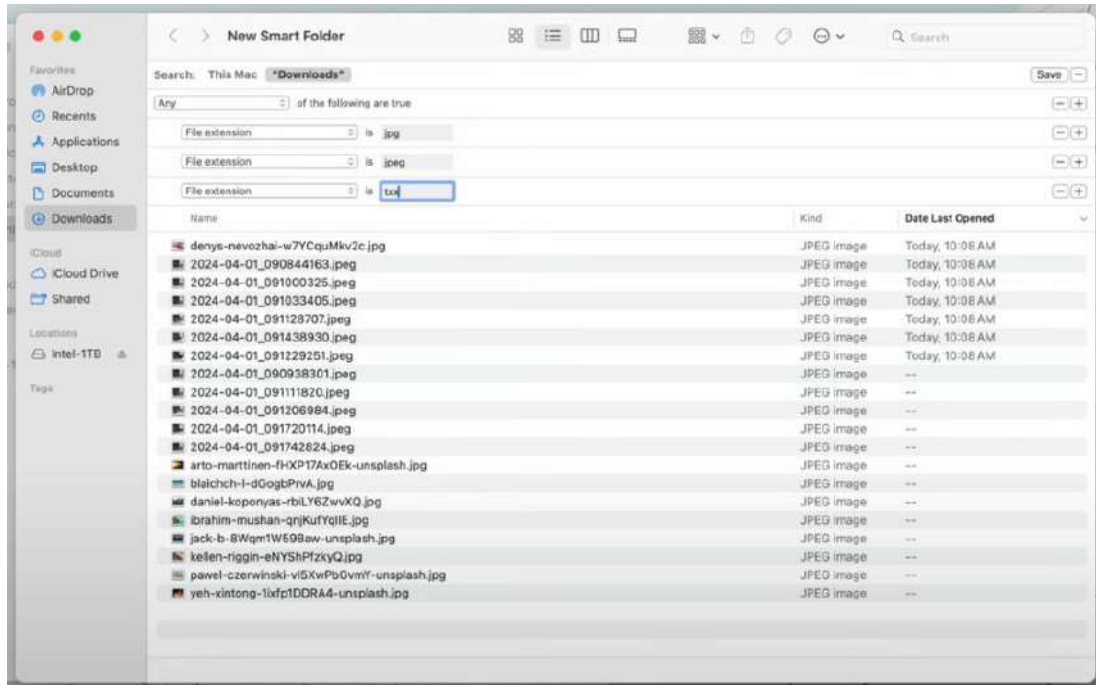 New Smart Folder
Search
Favorites
AirDrop
Recents
Applications
Desktop
Documents
Downloads
iCloud
iCloud Drive
Shared
Locations
Intel-1TB
Tags
Search: This Mac "Downloads" Save
Any of the following are true
File extension is jpg
File extension is jpeg
File extension is txx
Name Kind Date Last Opened
denys-nevozhai-w7YCquMkv2c.jpg JPEG image Today, 10:08 AM
2024-04-01_090844163.jpeg JPEG image Today, 10:08 AM
2024-04-01_091000325.jpeg JPEG image Today, 10:08 AM
2024-04-01_091033405.jpeg JPEG image Today, 10:08 AM
2024-04-01_091128707.jpeg JPEG image Today, 10:08 AM
2024-04-01_091438930.jpeg JPEG image Today, 10:08 AM
2024-04-01_091229251.jpeg JPEG image Today, 10:08 AM
2024-04-01_090938301.jpeg JPEG image --
2024-04-01_091111820.jpeg JPEG image --
2024-04-01_091206984.jpeg JPEG image --
2024-04-01_091720114.jpeg JPEG image --
2024-04-01_091742824.jpeg JPEG image --
arto-marttinen-fHXP17AxOEk-unsplash.jpg JPEG image --
blaichch-l-dGogbPrvA.jpg JPEG image --
daniel-koponyas-rbiLY6ZwvXQ.jpg JPEG image --
ibrahim-mushan-qnjKufYqIIE.jpg JPEG image --
jack-b-8Wqm1W59Baw-unsplash.jpg JPEG image --
kellen-riggin-eNYShPfzkyQ.jpg JPEG image --
pawel-czerwinski-vi5XwPbGvmY-unsplash.jpg JPEG image --
yeh-xintong-1ixfp1DDRA4-unsplash.jpg JPEG image --